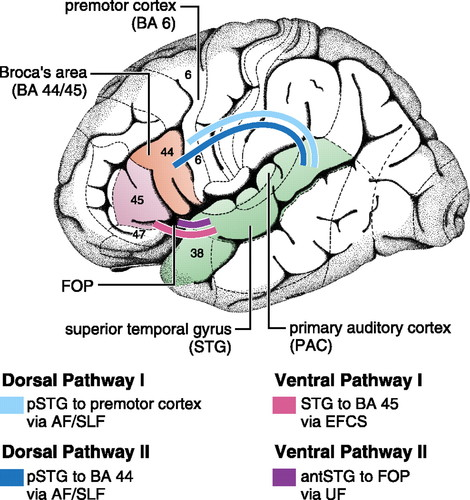 premotor cortex
(BA 6)
Broca's area
(BA 44/45)
6
44
6
45
47
38
FOP
superior temporal gyrus
(STG)
primary auditory cortex
(PAC)
Dorsal Pathway I
pSTG to premotor cortex
via AF/SLF
Dorsal Pathway II
pSTG to BA 44
via AF/SLF
Ventral Pathway I
STG to BA 45
via EFCS
Ventral Pathway II
antSTG to FOP
via UF